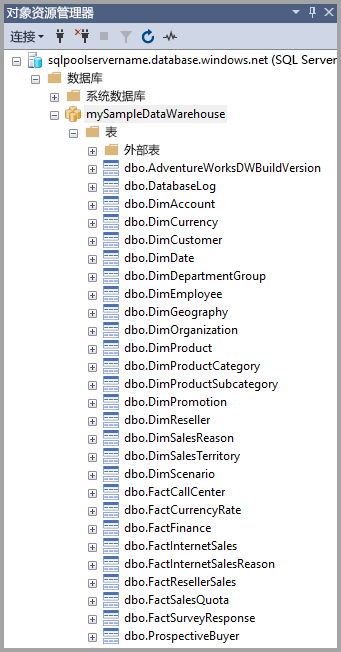 对象资源管理器
连接
sqlpoolservername.database.windows.net (SQL Server
数据库
系统数据库
mySampleDataWarehouse
表
外部表
dbo.AdventureWorksDWBuildVersion
dbo.DatabaseLog
dbo.DimAccount
dbo.DimCurrency
dbo.DimCustomer
dbo.DimDate
dbo.DimDepartmentGroup
dbo.DimEmployee
dbo.DimGeography
dbo.DimOrganization
dbo.DimProduct
dbo.DimProductCategory
dbo.DimProductSubcategory
dbo.DimPromotion
dbo.DimReseller
dbo.DimSalesReason
dbo.DimSalesTerritory
dbo.DimScenario
dbo.FactCallCenter
dbo.FactCurrencyRate
dbo.FactFinance
dbo.FactInternetSales
dbo.FactInternetSalesReason
dbo.FactResellerSales
dbo.FactSalesQuota
dbo.FactSurveyResponse
dbo.ProspectiveBuyer